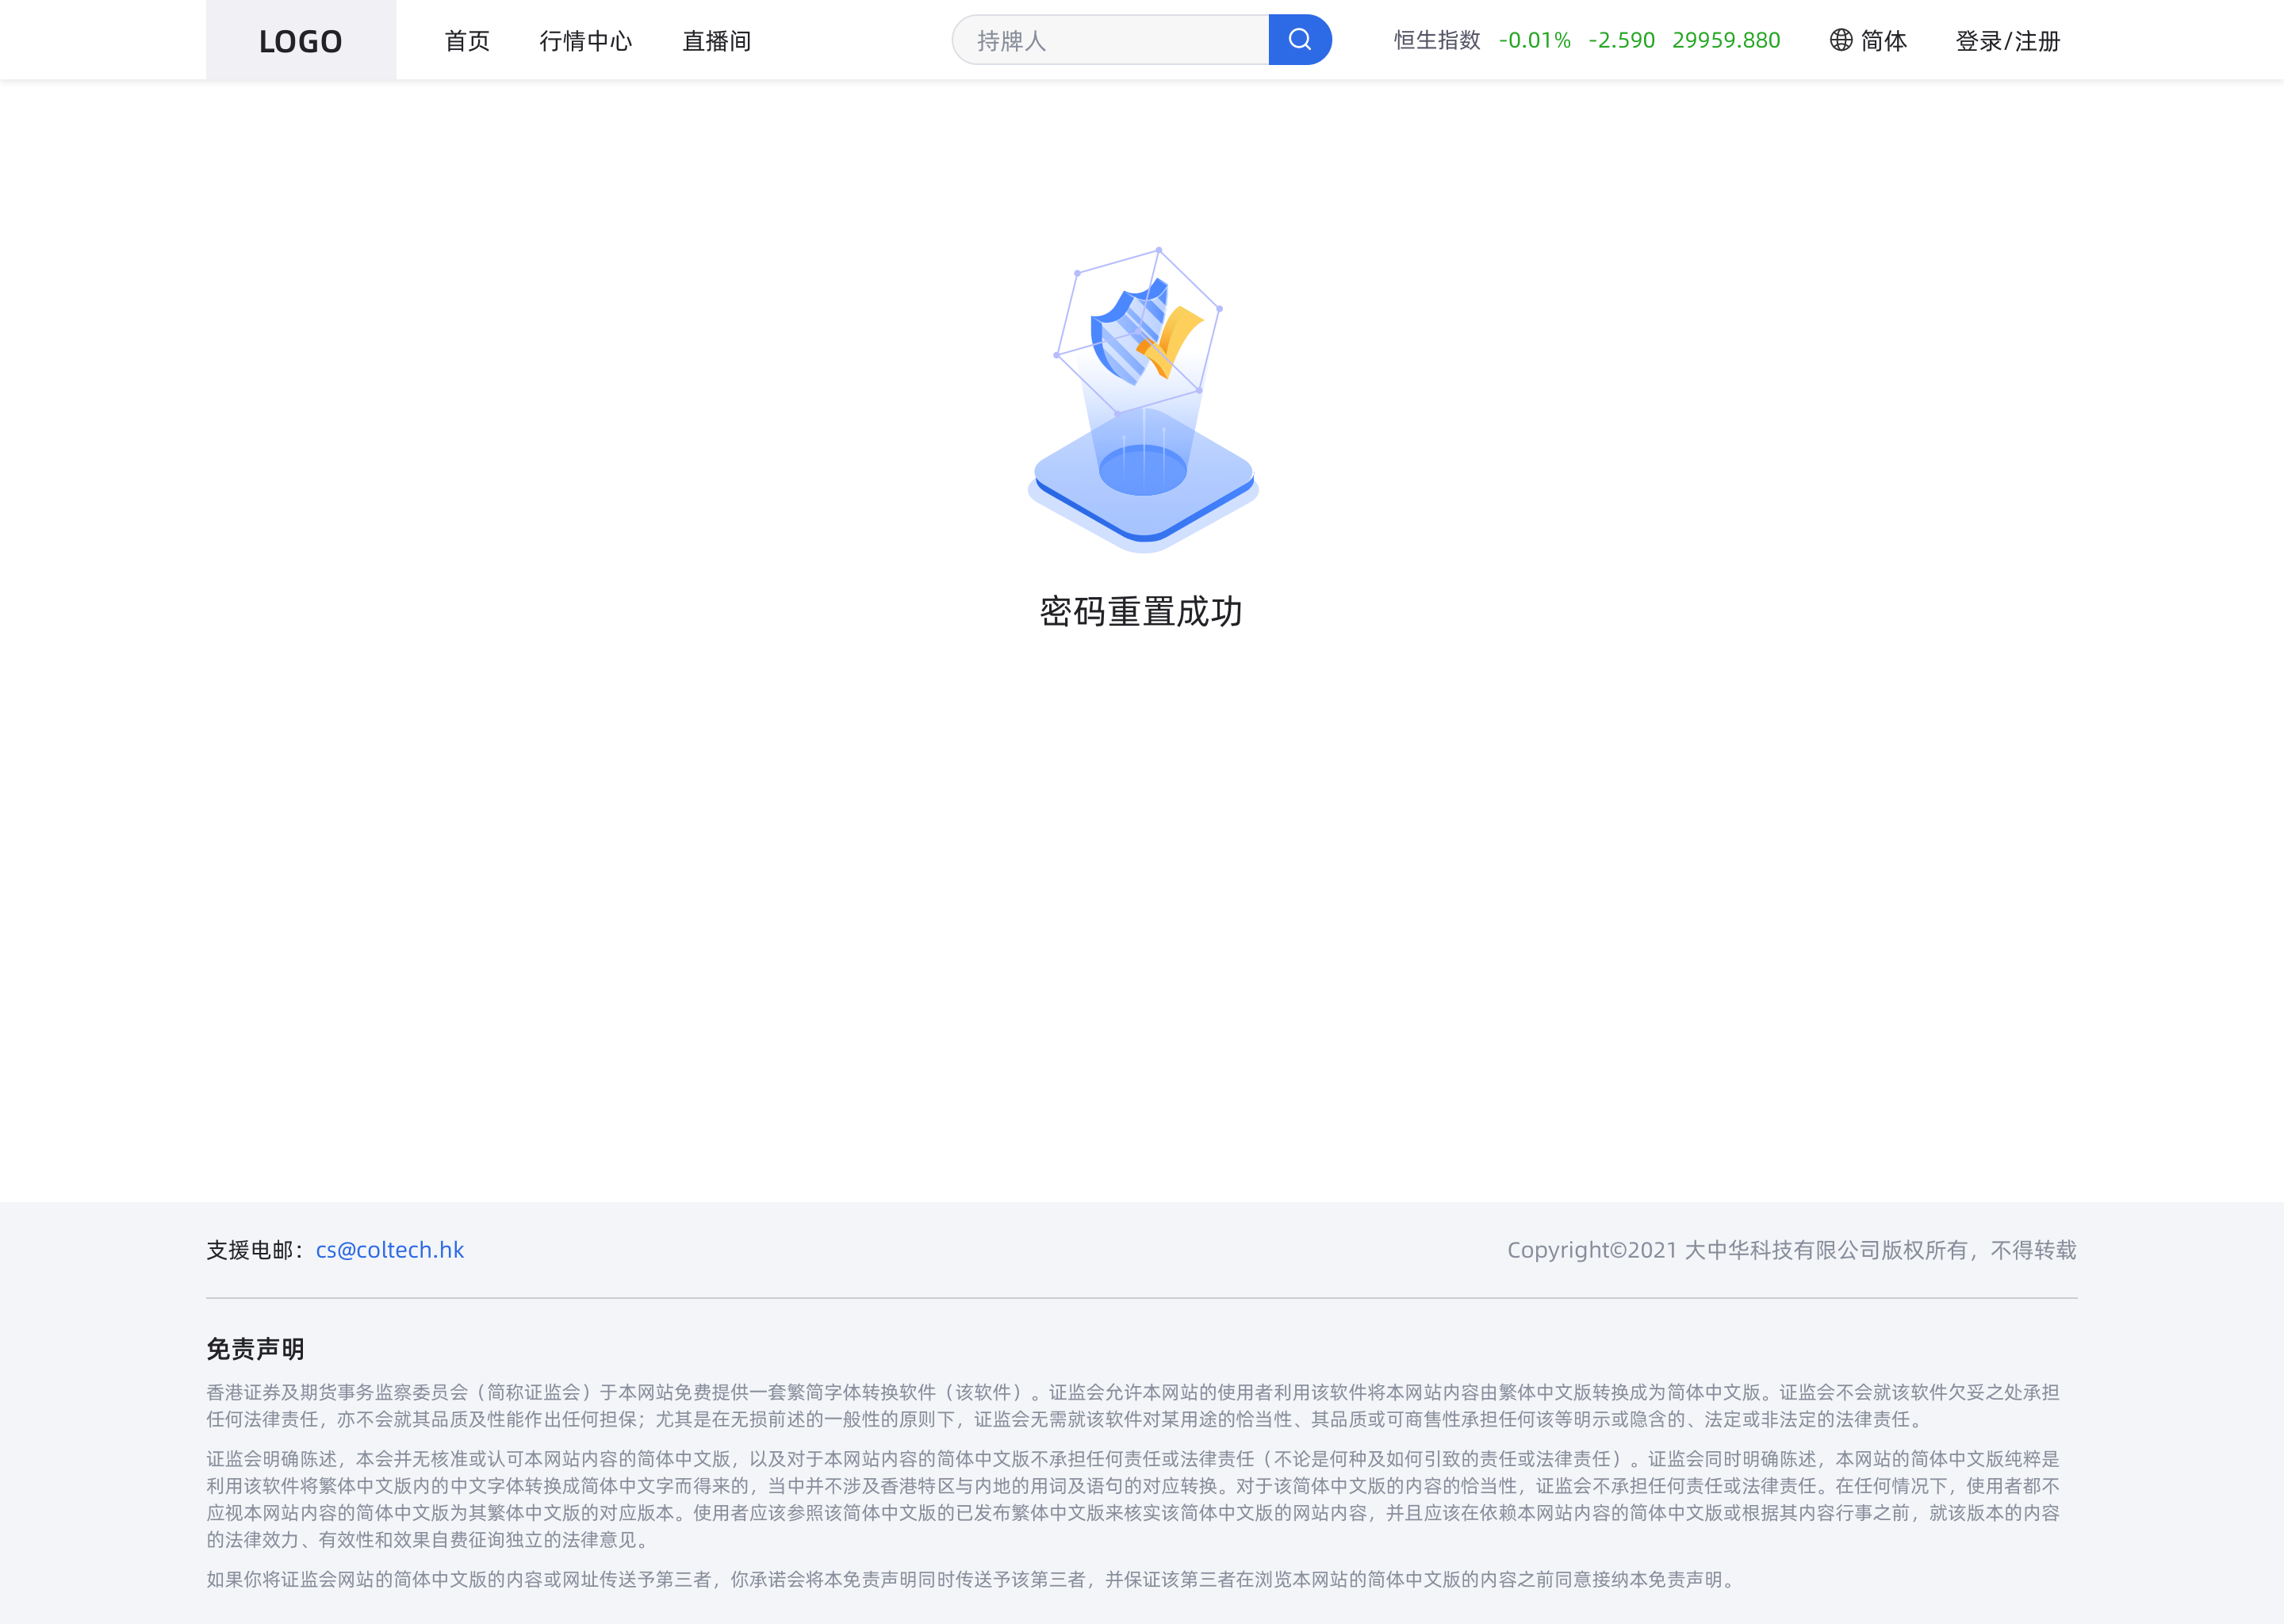 LOGO 首页 行情中心 直播间 持牌人 恒生指数 -0.01% -2.590 29959.880 简体 登录/注册
密码重置成功
支援电邮：cs@coltech.hk Copyright©2021 大中华科技有限公司版权所有，不得转载
免责声明
香港证券及期货事务监察委员会（简称证监会）于本网站免费提供一套繁简字体转换软件（该软件）。证监会允许本网站的使用者利用该软件将本网站内容由繁体中文版转换成为简体中文版。证监会不会就该软件欠妥之处承担
任何法律责任，亦不会就其品质及性能作出任何担保；尤其是在无损前述的一般性的原则下，证监会无需就该软件对某用途的恰当性、其品质或可商售性承担任何该等明示或隐含的、法定或非法定的法律责任。
证监会明确陈述，本会并无核准或认可本网站内容的简体中文版，以及对于本网站内容的简体中文版不承担任何责任或法律责任（不论是何种及如何引致的责任或法律责任）。证监会同时明确陈述，本网站的简体中文版纯粹是
利用该软件将繁体中文版内的中文字体转换成简体中文字而得来的，当中并不涉及香港特区与内地的用词及语句的对应转换。对于该简体中文版的内容的恰当性，证监会不承担任何责任或法律责任。在任何情况下，使用者都不
应视本网站内容的简体中文版为其繁体中文版的对应版本。使用者应该参照该简体中文版的已发布繁体中文版来核实该简体中文版的网站内容，并且应该在依赖本网站内容的简体中文版或根据其内容行事之前，就该版本的内容
的法律效力、有效性和效果自费征询独立的法律意见。
如果你将证监会网站的简体中文版的内容或网址传送予第三者，你承诺会将本免责声明同时传送予该第三者，并保证该第三者在浏览本网站的简体中文版的内容之前同意接纳本免责声明。